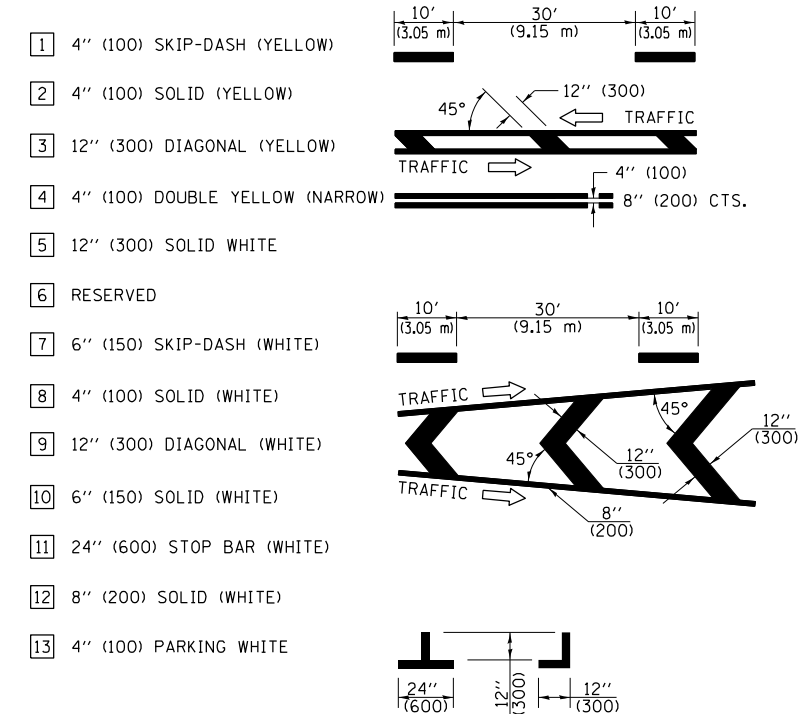 1 4'' (100) SKIP-DASH (YELLOW)
10' 30' 10'
(3.05 m) (9.15 m) (3.05 m)
2 4'' (100) SOLID (YELLOW)
45° 12'' (300)
TRAFFIC
3 12'' (300) DIAGONAL (YELLOW)
TRAFFIC
4 4'' (100) DOUBLE YELLOW (NARROW)
4'' (100)
8'' (200) CTS.
5 12'' (300) SOLID WHITE
6 RESERVED
10' 30' 10'
(3.05 m) (9.15 m) (3.05 m)
7 6'' (150) SKIP-DASH (WHITE)
8 4'' (100) SOLID (WHITE)
TRAFFIC
45°
12''
(300)
9 12'' (300) DIAGONAL (WHITE)
45°
12''
(300)
10 6'' (150) SOLID (WHITE)
TRAFFIC
8''
(200)
11 24'' (600) STOP BAR (WHITE)
12 8'' (200) SOLID (WHITE)
13 4'' (100) PARKING WHITE
24''
(600)
12''
(300)
12''
(300)